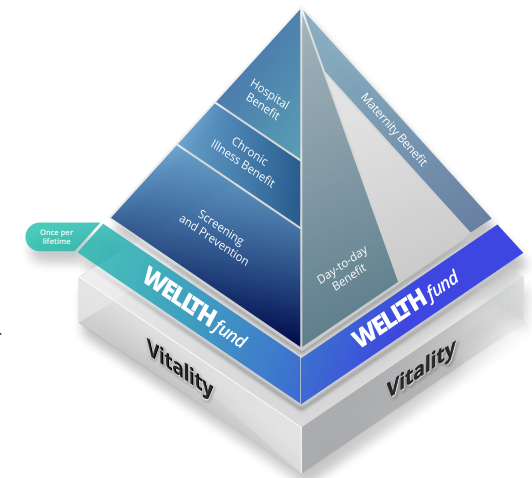 Hospital
Benefit
Maternity Benefit
Chronic
Illness Benefit
Screening
and Prevention
Once per
lifetime
Day-to-day
Benefit
WELLTH fund
WELLTH fund
Vitality
Vitality